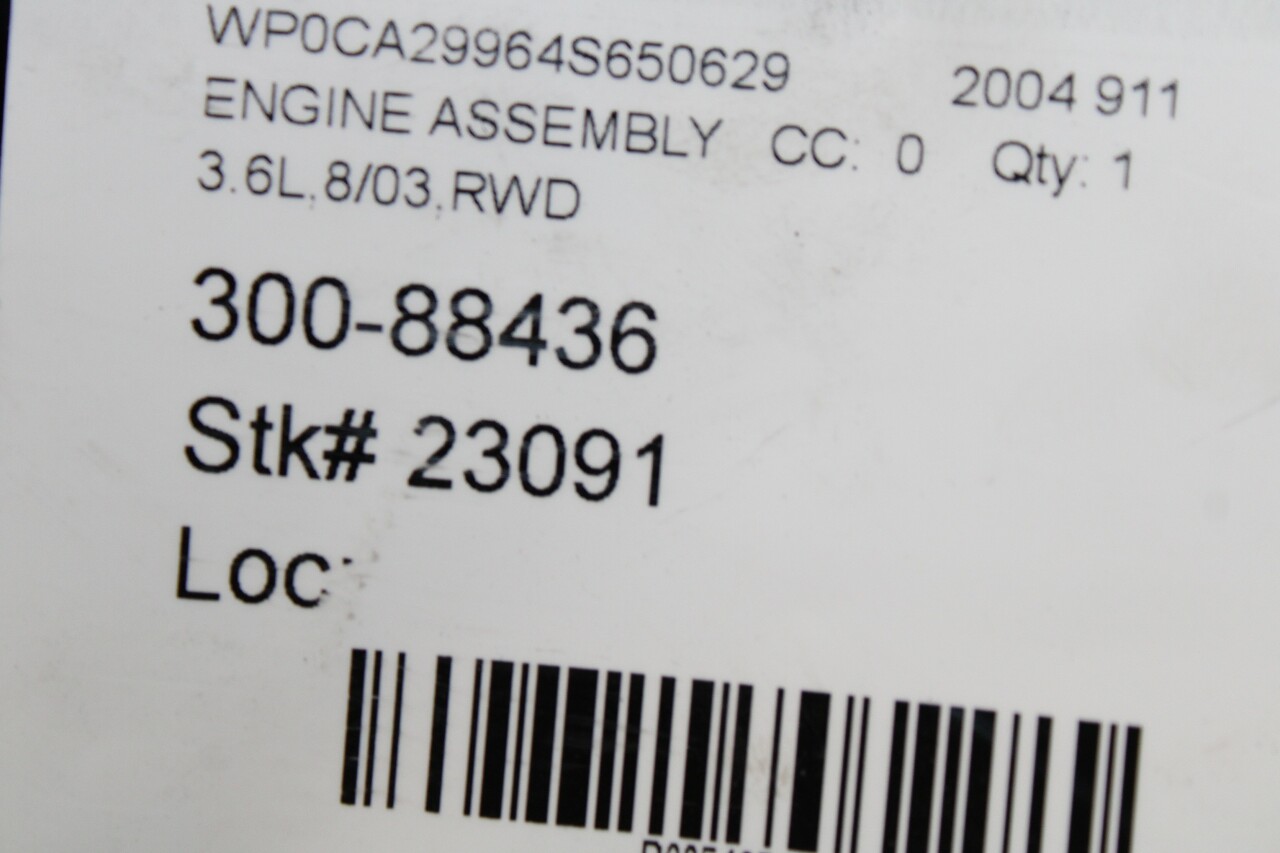 WP0CA29964S650629 2004 911
ENGINE ASSEMBLY CC: 0 Qty: 1
3.6L,8/03,RWD
300-88436
Stk# 23091
Loc: